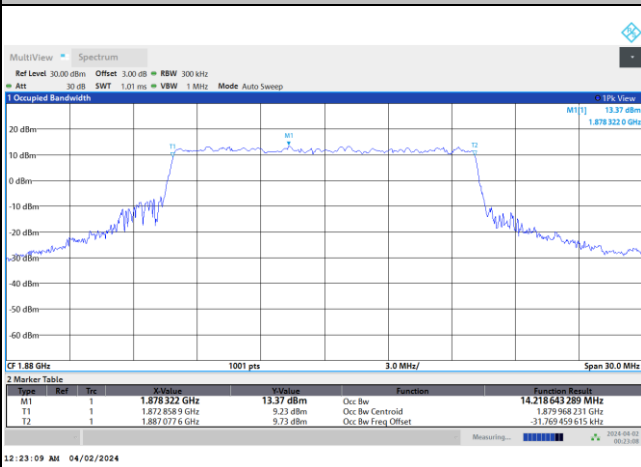 MultiView Spectrum
Ref Level 30.00 dBm Offset 3.00 dB RBW 300 kHz
Att 30 dB SWT 1.01 ms VBW 1 MHz Mode Auto Sweep
1 Occupied Bandwidth 1Pk View
M1[1] 13.37 dBm
1.878 322 0 GHz
20 dBm
M1
T1 T2
10 dBm
0 dBm
-10 dBm
-20 dBm
-30 dBm
-40 dBm
-50 dBm
-60 dBm
CF 1.88 GHz 1001 pts 3.0 MHz/ Span 30.0 MHz
2 Marker Table
Type Ref Trc X-Value Y-Value Function Function Result
M1 1 1.878 322 GHz 13.37 dBm Occ Bw 14.218 643 289 MHz
T1 1 1.872 858 9 GHz 9.23 dBm Occ Bw Centroid 1.879 968 231 GHz
T2 1 1.887 077 6 GHz 9.73 dBm Occ Bw Freq Offset -31.769 459 615 kHz
Measuring... 2024-04-02
00:23:08
12:23:09 AM 04/02/2024